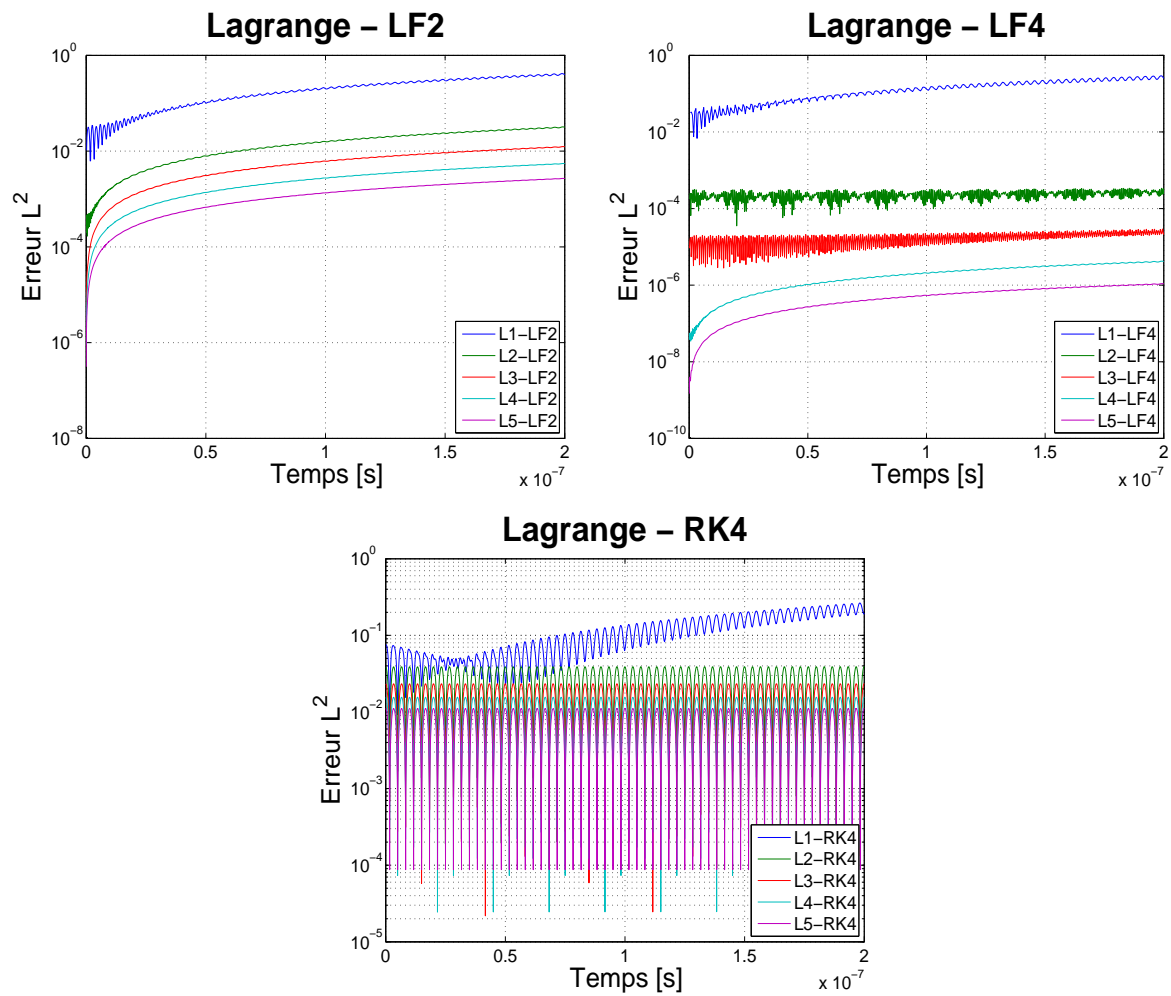 Lagrange – LF2
10^0
10^−2
10^−4
10^−6
10^−8
Erreur L^2
0 0.5 1 1.5 2
Temps [s]
x 10^−7
L1−LF2
L2−LF2
L3−LF2
L4−LF2
L5−LF2
Lagrange – LF4
10^0
10^−2
10^−4
10^−6
10^−8
10^−10
Erreur L^2
0 0.5 1 1.5 2
Temps [s]
x 10^−7
L1−LF4
L2−LF4
L3−LF4
L4−LF4
L5−LF4
Lagrange – RK4
10^0
10^−1
10^−2
10^−3
10^−4
10^−5
Erreur L^2
0 0.5 1 1.5 2
Temps [s]
x 10^−7
L1−RK4
L2−RK4
L3−RK4
L4−RK4
L5−RK4